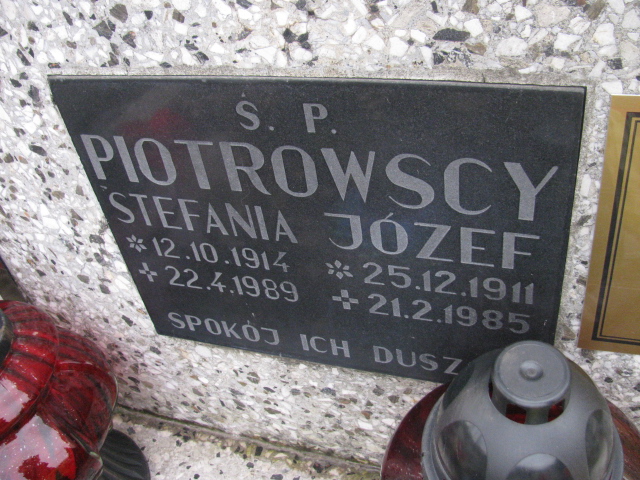 Ś. P.
PIOTROWSCY
STEFANIA JÓZEF
* 12.10.1914 * 25.12.1911
+ 22.4.1989 + 21.2.1985
SPOKÓJ ICH DUSZ